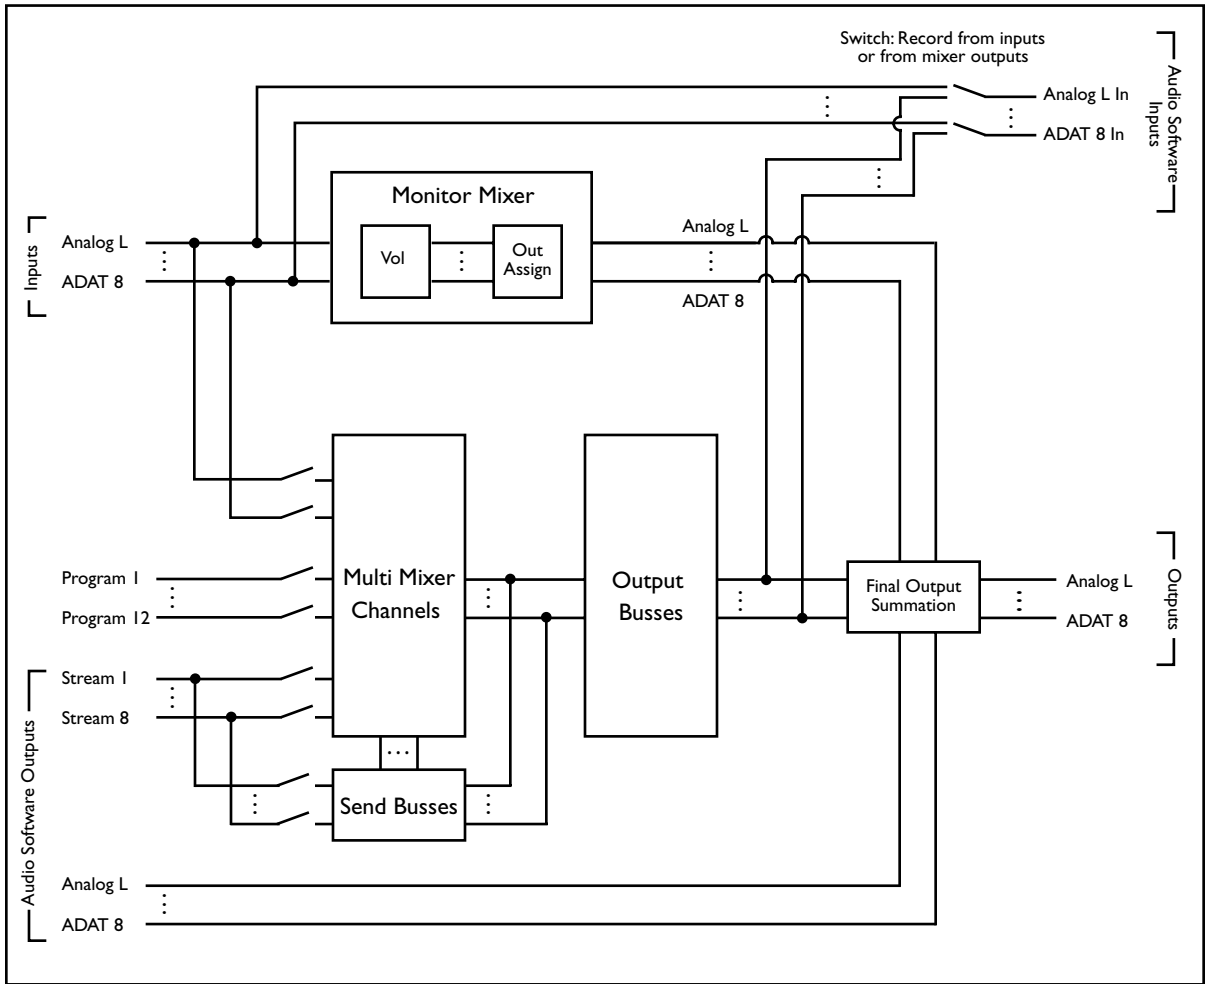 Switch: Record from inputs
or from mixer outputs
Analog L In
ADAT 8 In
Audio Software
Inputs
Monitor Mixer
Vol
Out
Assign
Inputs
Analog L
ADAT 8
Analog L
ADAT 8
Multi Mixer
Channels
Output
Busses
Final Output
Summation
Program 1
Program 12
Stream 1
Stream 8
Send Busses
Audio Software Outputs
Analog L
ADAT 8
Analog L
ADAT 8
Outputs